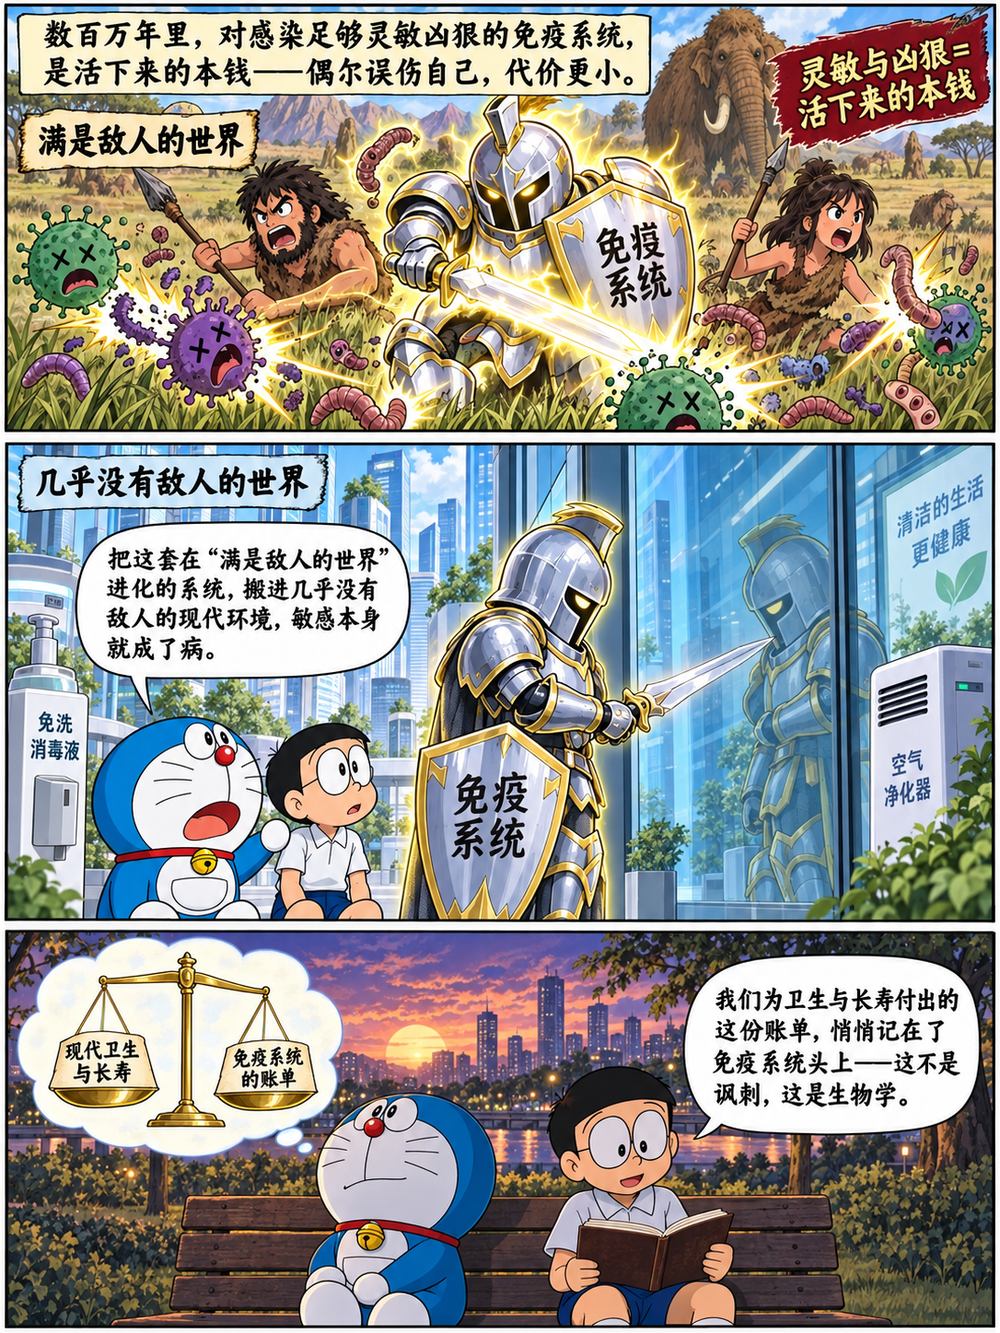 数百万年里，对感染足够灵敏凶狠的免疫系统，
是活下来的本钱——偶尔误伤自己，代价更小。
灵敏与凶狠=
活下来的本钱
满是敌人的世界
免疫
系统
几乎没有敌人的世界
把这套在“满是敌人的世界”
进化的系统，搬进几乎没有
敌人的现代环境，敏感本身
就成了病。
清洁的生活
更健康
免洗
消毒液
空气
净化器
免疫
系统
现代卫生
与长寿
免疫系统
的账单
我们为卫生与长寿付出的
这份账单，悄悄记在了
免疫系统头上——这不是
讽刺，这是生物学。